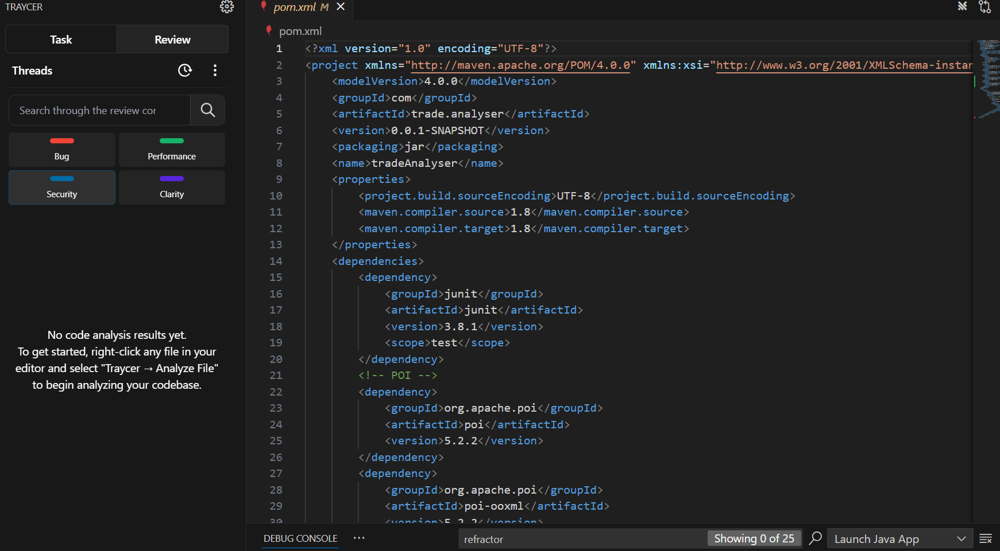 TRAYCER
Task
Review
Threads
Search through the review cor
Bug
Performance
Security
Clarity
No code analysis results yet.
To get started, right-click any file in your
editor and select "Traycer → Analyze File"
to begin analyzing your codebase.
pom.xml M
pom.xml
1 <?xml version="1.0" encoding="UTF-8"?>
2 <project xmlns="http://maven.apache.org/POM/4.0.0" xmlns:xsi="http://www.w3.org/2001/XMLSchema-instan
3 <modelVersion>4.0.0</modelVersion>
4 <groupId>com</groupId>
5 <artifactId>trade.analyser</artifactId>
6 <version>0.0.1-SNAPSHOT</version>
7 <packaging>jar</packaging>
8 <name>tradeAnalyser</name>
9 <properties>
10 <project.build.sourceEncoding>UTF-8</project.build.sourceEncoding>
11 <maven.compiler.source>1.8</maven.compiler.source>
12 <maven.compiler.target>1.8</maven.compiler.target>
13 </properties>
14 <dependencies>
15 <dependency>
16 <groupId>junit</groupId>
17 <artifactId>junit</artifactId>
18 <version>3.8.1</version>
19 <scope>test</scope>
20 </dependency>
21 <!-- POI -->
22 <dependency>
23 <groupId>org.apache.poi</groupId>
24 <artifactId>poi</artifactId>
25 <version>5.2.2</version>
26 </dependency>
27 <dependency>
28 <groupId>org.apache.poi</groupId>
29 <artifactId>poi-ooxml</artifactId>
30 <version>5.2.2</version>
DEBUG CONSOLE
refractor
Showing 0 of 25
Launch Java App